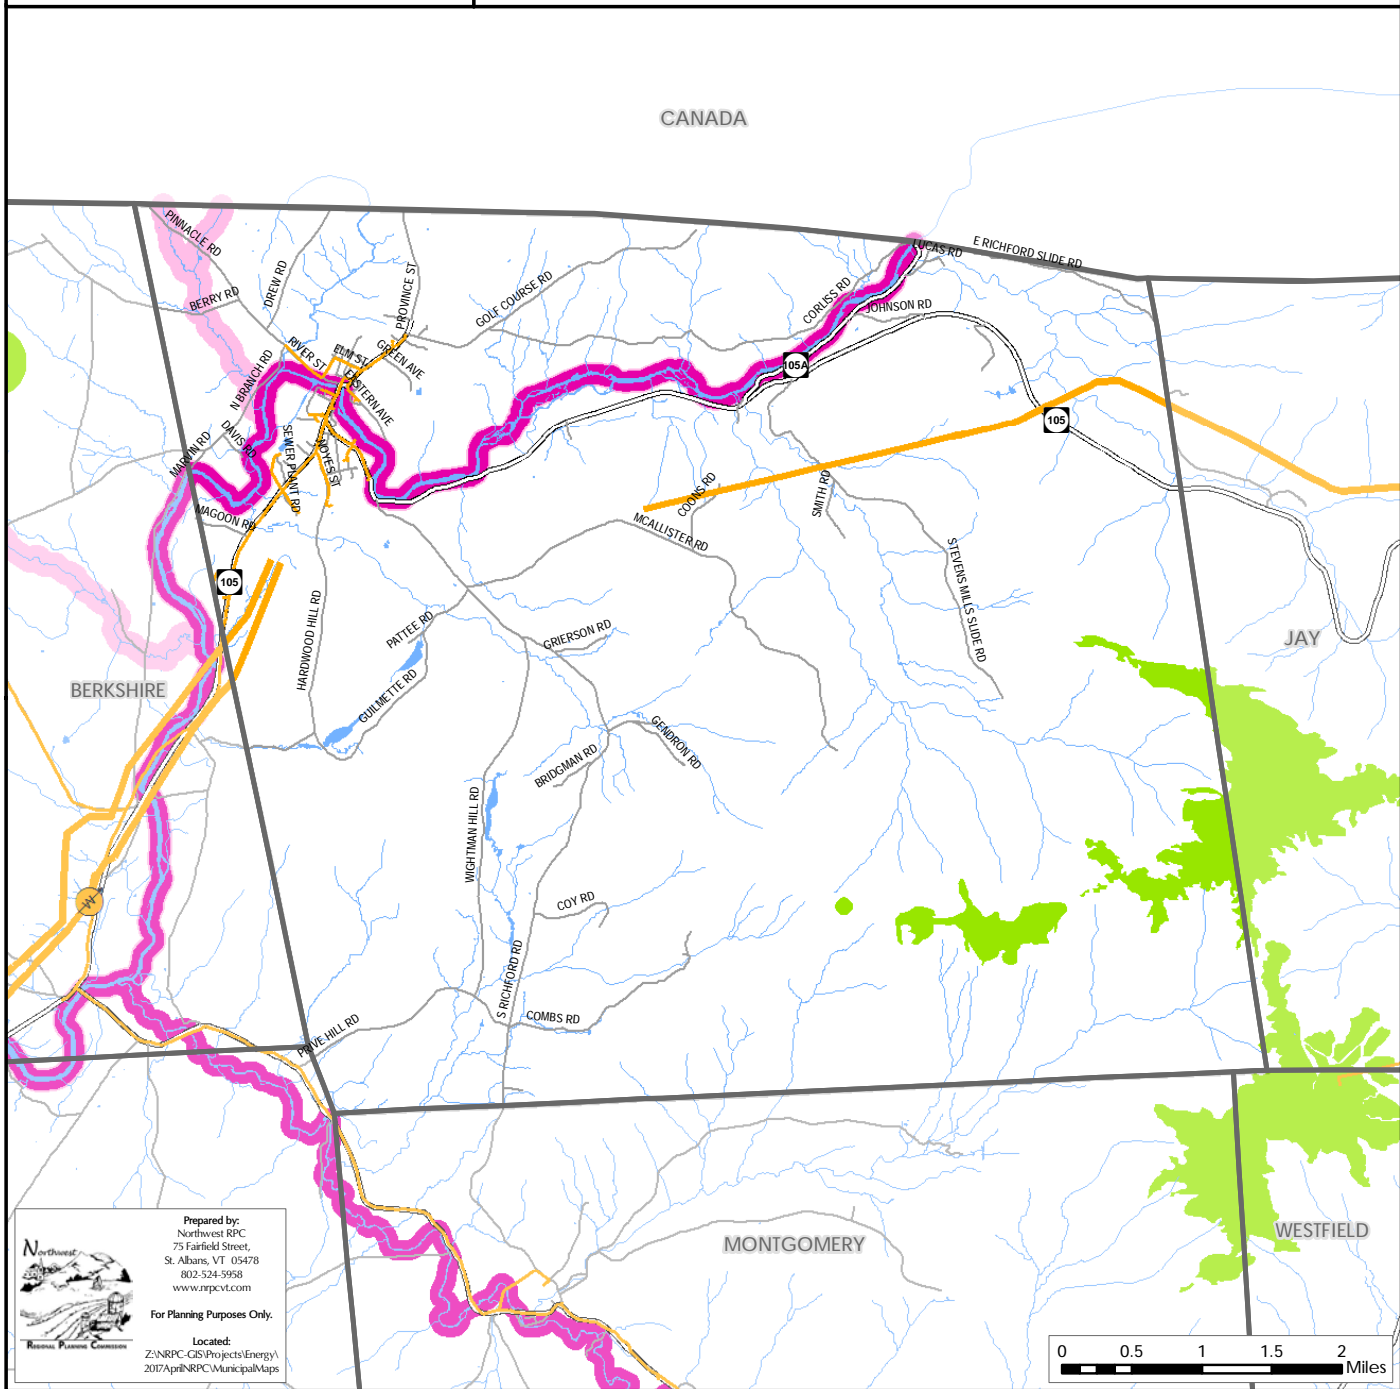 CANADA
PINNACLE RD
BERRY RD
DREW RD
PROVINCE ST
GOLF COURSE RD
LUCAS RD
E RICHFORD SLIDE RD
CORLISS RD
JOHNSON RD
RIVER ST
ELM ST
GREEN AVE
EASTERN AVE
N BRANCH RD
105A
105
DAVIS RD
MARVIN RD
SEWER PLANT RD
NOYES ST
MAGOON RD
COONS RD
SMITH RD
MCALLISTER RD
STEVENS MILLS SLIDE RD
105
HARDWOOD HILL RD
PATTEE RD
GRIERSON RD
GUILMETTE RD
JAY
BERKSHIRE
GENDRON RD
BRIDGMAN RD
WIGHTMAN HILL RD
COY RD
W
S RICHFORD RD
COMBS RD
PRIVE HILL RD
MONTGOMERY
WESTFIELD
Northwest
REGIONAL PLANNING COMMISSION
Prepared by:
Northwest RPC
75 Fairfield Street,
St. Albans, VT 05478
802-524-5958
www.nrpcvt.com
For Planning Purposes Only.
Located:
Z:\NRPC-GIS\Projects\Energy\
2017AprilNRPC\MunicipalMaps
0 0.5 1 1.5 2
Miles